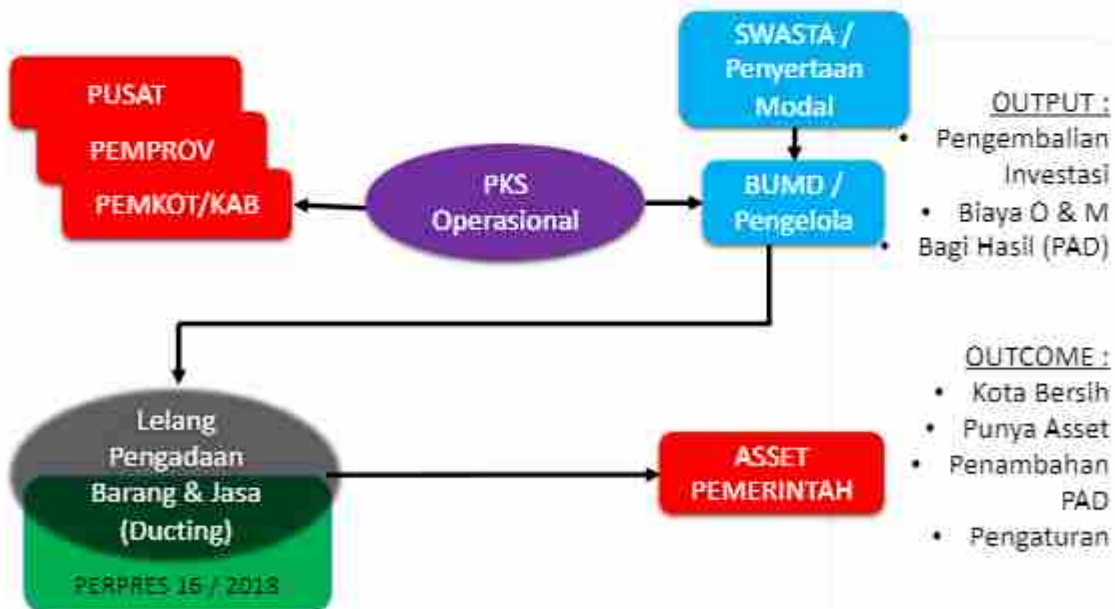 PUSAT
PEMPROV
PEMKOT/KAB
PKS
Operasional
SWASTA /
Penyertaan
Modal
BUMD /
Pengelola
OUTPUT :
• Pengembalian
Investasi
• Biaya O & M
• Bagi Hasil (PAD)
Lelang
Pengadaan
Barang & Jasa
(Ducting)
PERPRES 16 / 2018
ASSET
PEMERINTAH
OUTCOME :
• Kota Bersih
• Punya Asset
• Penambahan
PAD
• Pengaturan